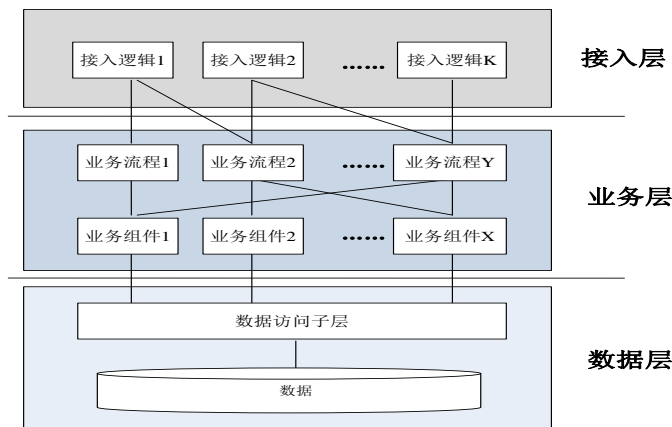 接入逻辑1
接入逻辑2
……
接入逻辑K
接入层
业务流程1
业务流程2
……
业务流程Y
业务层
业务组件1
业务组件2
……
业务组件X
数据访问子层
数据层
数据